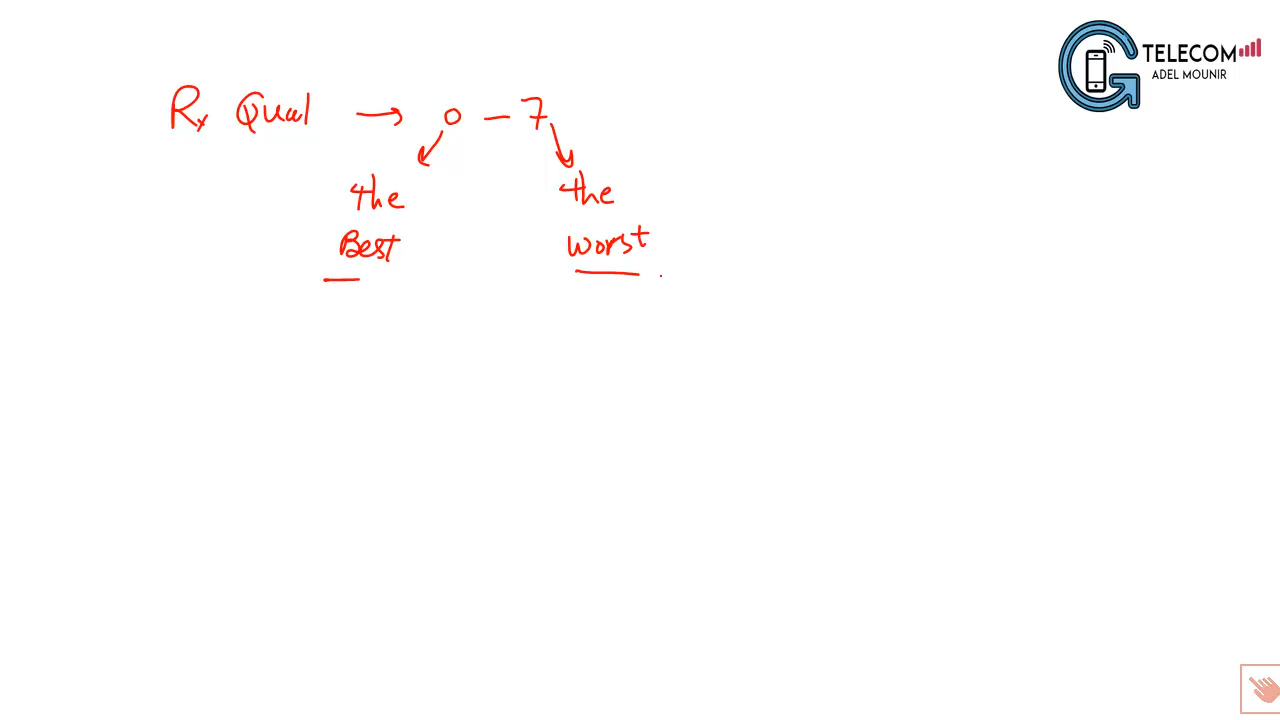 Rx Qual → 0 – 7
the the
Best Worst
TELECOM
ADEL MOUNIR